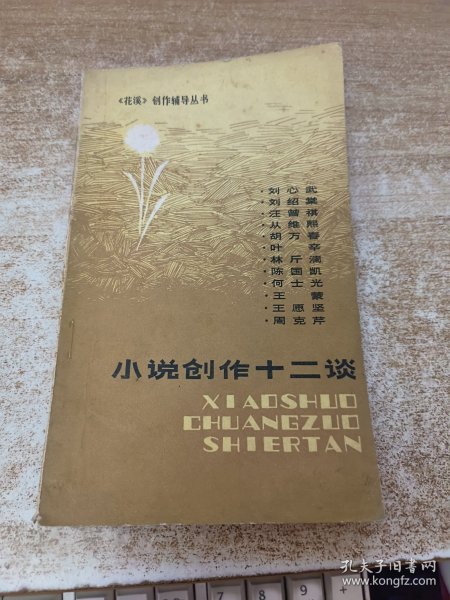 《花溪》创作辅导丛书
·刘心武
·刘绍棠
·汪曾祺
·从维熙
·胡万春
·叶辛
·林斤澜
·陈国凯
·何士光
·王蒙
·王愿坚
·周克芹
小说创作十二谈
XIAOSHUO
CHUANGZUO
SHIERTAN
7 8 9 +
孔夫子旧书网
www.kongfz.com